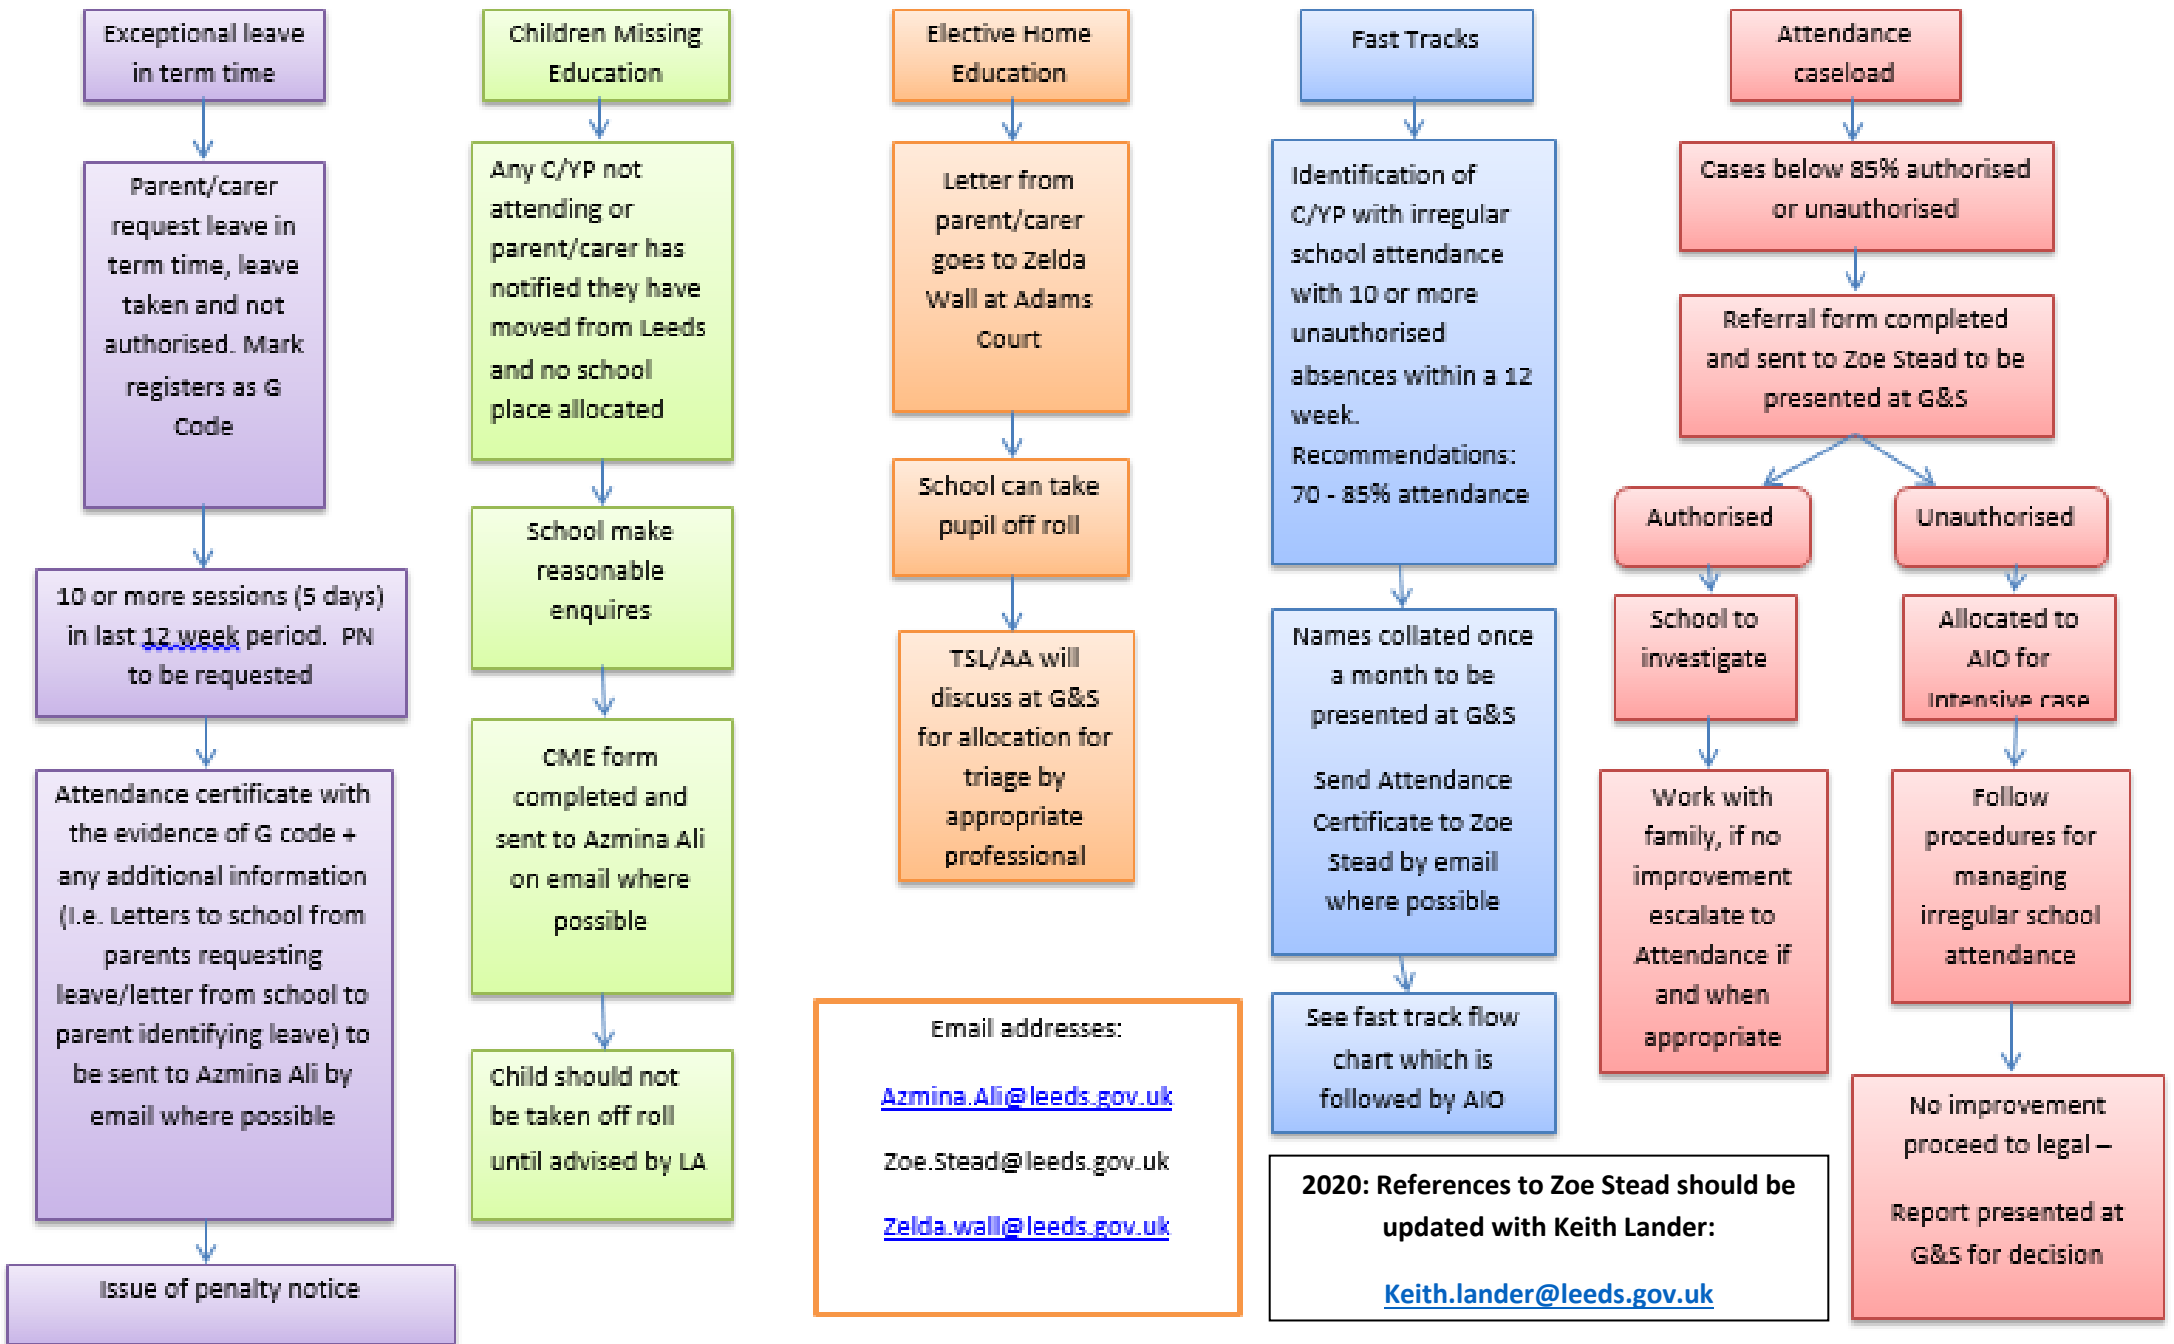 Exceptional leave
in term time
Parent/carer
request leave in
term time, leave
taken and not
authorised. Mark
registers as G
Code
10 or more sessions (5 days)
in last 12 week period.  PN
to be requested
Attendance certificate with
the evidence of G code +
any additional information
(I.e. Letters to school from
parents requesting
leave/letter from school to
parent identifying leave) to
be sent to Azmina Ali by
email where possible
Issue of penalty notice
Children Missing
Education
Any C/YP not
attending or
parent/carer has
notified they have
moved from Leeds
and no school
place allocated
School make
reasonable
enquires
CME form
completed and
sent to Azmina Ali
on email where
possible
Child should not
be taken off roll
until advised by LA
Elective Home
Education
Letter from
parent/carer
goes to Zelda
Wall at Adams
Court
School can take
pupil off roll
TSL/AA will
discuss at G&S
for allocation for
triage by
appropriate
professional
Email addresses:
Azmina.Ali@leeds.gov.uk
Zoe.Stead@leeds.gov.uk
Zelda.wall@leeds.gov.uk
Fast Tracks
Identification of
C/YP with irregular
school attendance
with 10 or more
unauthorised
absences within a 12
week.
Recommendations:
70 - 85% attendance
Names collated once
a month to be
presented at G&S
Send Attendance
Certificate to Zoe
Stead by email
where possible
See fast track flow
chart which is
followed by AIO
2020: References to Zoe Stead should be
updated with Keith Lander:
Keith.lander@leeds.gov.uk
Attendance
caseload
Cases below 85% authorised
or unauthorised
Referral form completed
and sent to Zoe Stead to be
presented at G&S
Authorised
School to
investigate
Work with
family, if no
improvement
escalate to
Attendance if
and when
appropriate
Unauthorised
Allocated to
AIO for
Intensive case
Follow
procedures for
managing
irregular school
attendance
No improvement
proceed to legal –
Report presented at
G&S for decision